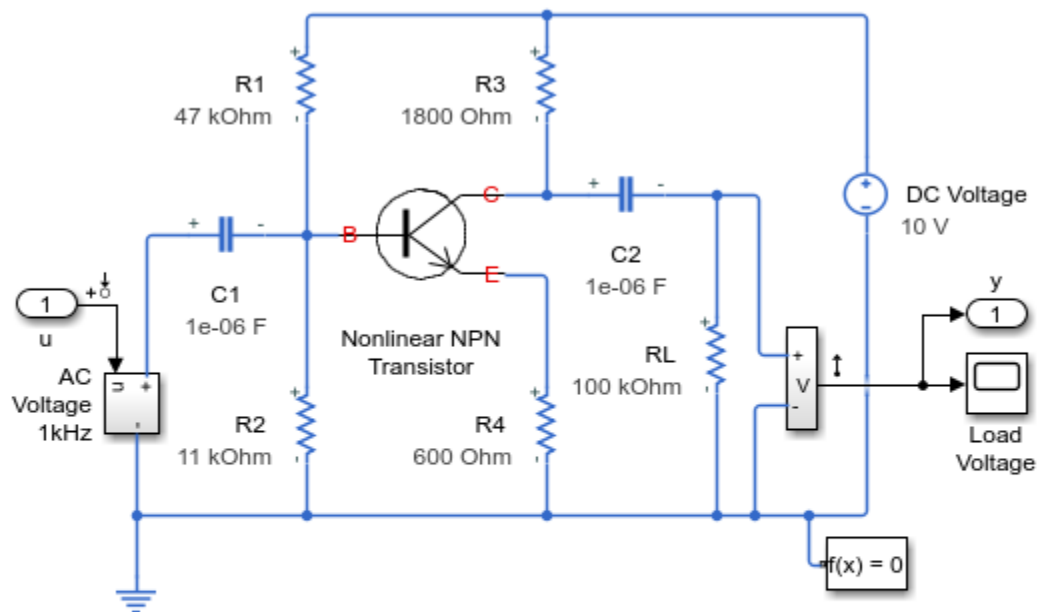 R1
47 kOhm
R3
1800 Ohm
+
-
+
-
+
-
DC Voltage
10 V
B
C
E
+
-
C1
1e-06 F
+
-
C2
1e-06 F
1
u
+
AC
Voltage
1kHz
u
+
-
Nonlinear NPN
Transistor
R2
11 kOhm
+
-
R4
600 Ohm
+
-
RL
100 kOhm
+
-
+
V
-
y
1
Load
Voltage
f(x) = 0